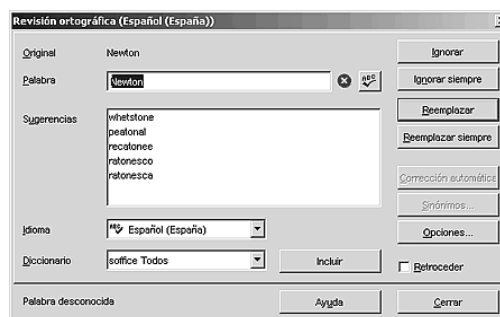 Revisión ortográfica (Español (España))
Original Newton Ignorar
Palabra Newton Ignorar siempre
Sugerencias whetstone Reemplazar
peatonal Reemplazar siempre
recatonee
ratonesco
ratonesca Corrección automática
Sinónimos...
Idioma Español (España) Opciones...
Diccionario soffice Todos Incluir Retroceder
Palabra desconocida Ayuda Cerrar